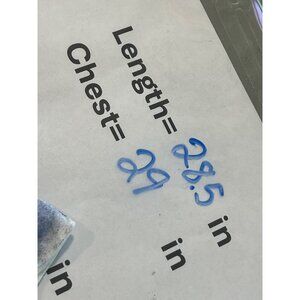 Length= 28.5 in
Chest= 29 in
in